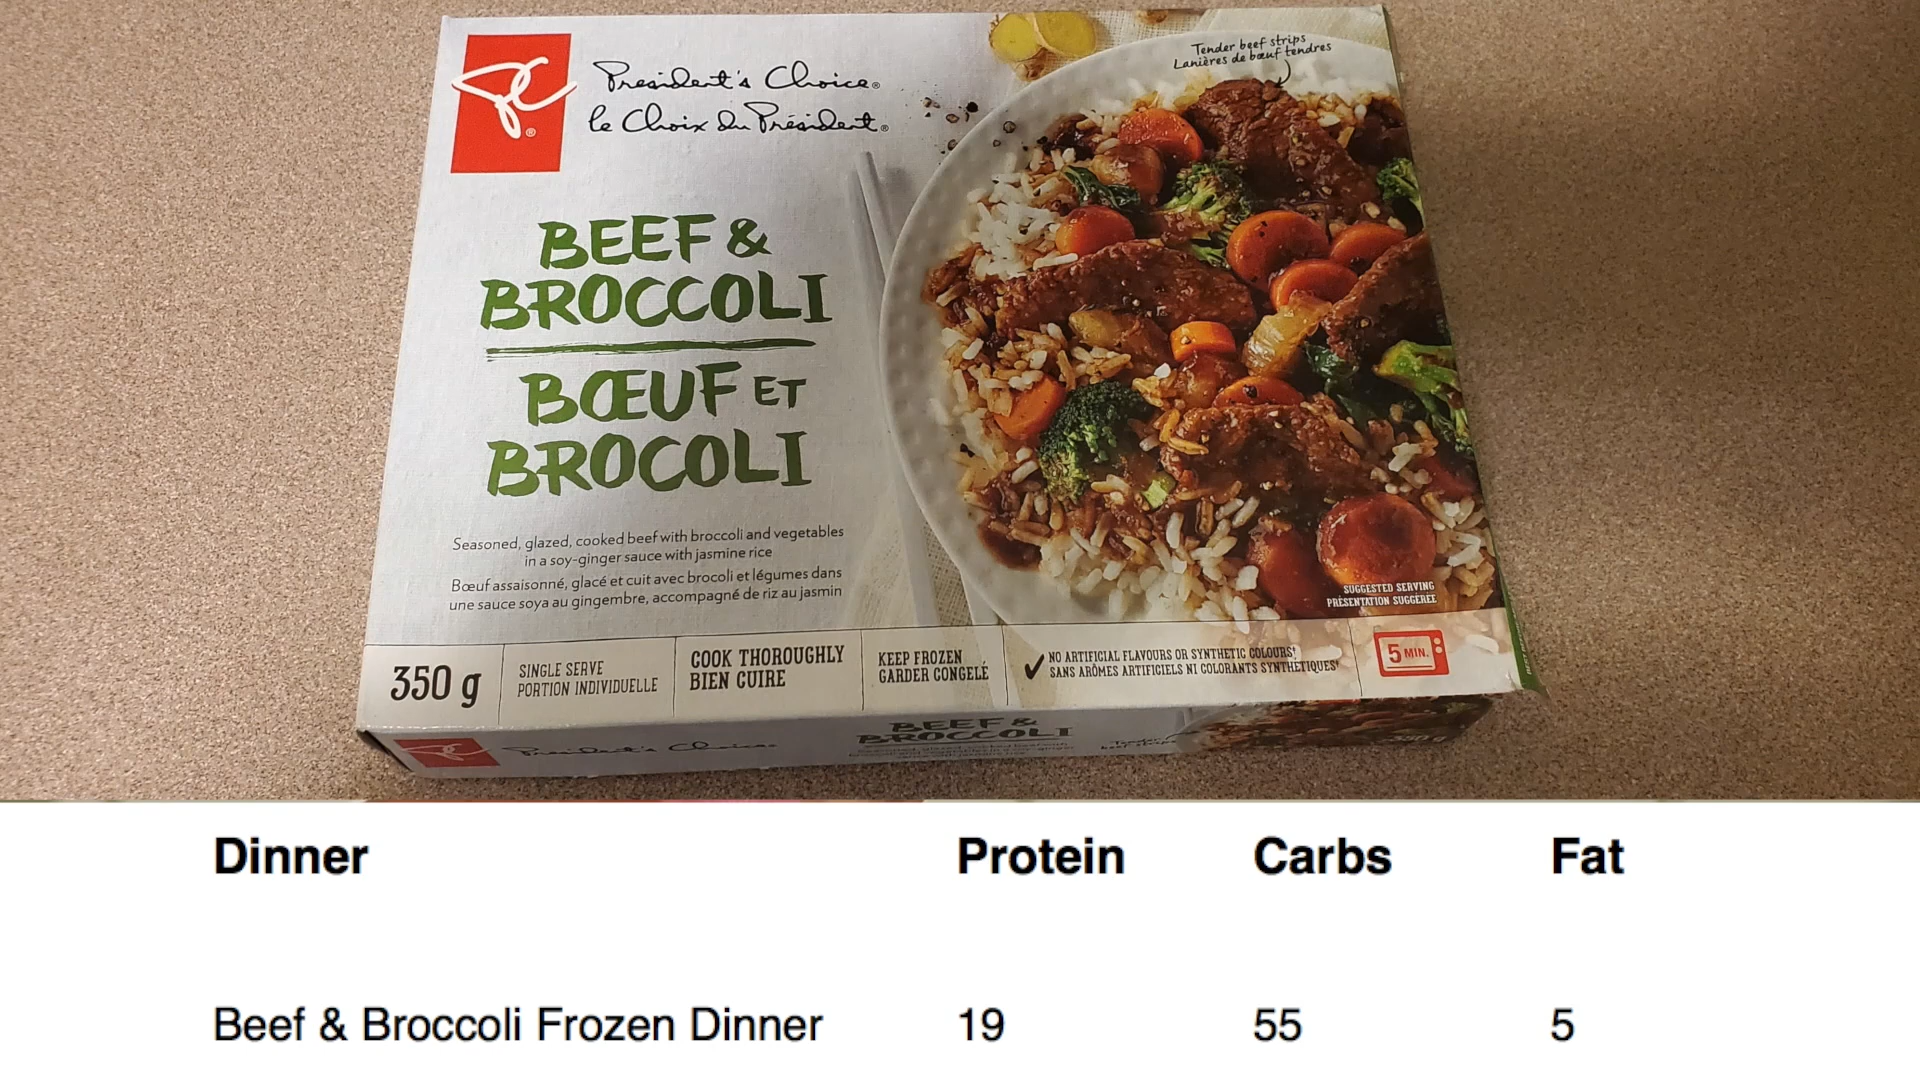 Tender beef strips
Lanières de bœuf tendres
President's Choice®
le Choix du Président®
BEEF &
BROCCOLI
BŒUF ET
BROCOLI
Seasoned, glazed, cooked beef with broccoli and vegetables
in a soy-ginger sauce with jasmine rice
Bœuf assaisonné, glacé et cuit avec brocoli et légumes dans
une sauce soya au gingembre, accompagné de riz au jasmin
SUGGESTED SERVING
PRÉSENTATION SUGGÉRÉE
350 g
SINGLE SERVE
PORTION INDIVIDUELLE
COOK THOROUGHLY
BIEN CUIRE
KEEP FROZEN
GARDER CONGELÉ
✓ NO ARTIFICIAL FLAVOURS OR SYNTHETIC COLOURS†
SANS ARÔMES ARTIFICIELS NI COLORANTS SYNTHÉTIQUES†
5 MIN.
President's Choice
BEEF &
BROCCOLI
Dinner Protein Carbs Fat
Beef & Broccoli Frozen Dinner 19 55 5